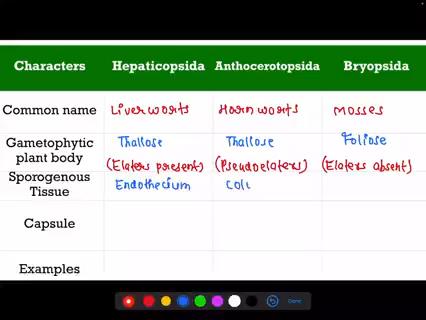 Characters Hepaticopsida Anthocerotopsida Bryopsida
Common name Liverworts Hornworts Mosses
Gametophytic plant body Thallose Thallose Foliose
(Elaters present) (Pseudoelaters) (Elaters absent)
Sporogenous Tissue Endothecium Coll
Capsule
Examples
Done